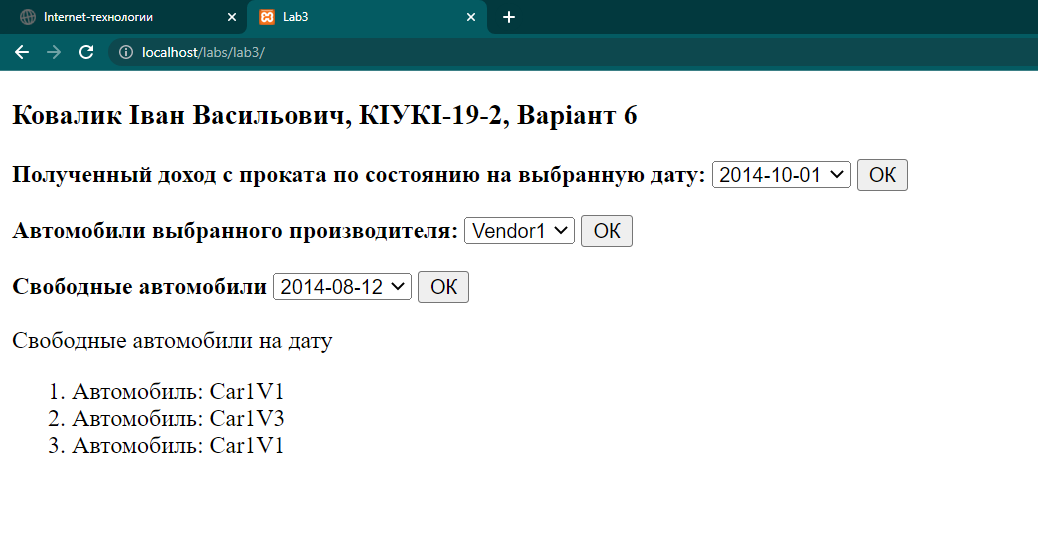 Internet-технологии
Lab3
localhost/labs/lab3/
Ковалик Іван Васильович, КІУКІ-19-2, Варіант 6
Полученный доход с проката по состоянию на выбранную дату: 2014-10-01 ОК
Автомобили выбранного производителя: Vendor1 ОК
Свободные автомобили 2014-08-12 ОК
Свободные автомобили на дату
1. Автомобиль: Car1V1
2. Автомобиль: Car1V3
3. Автомобиль: Car1V1